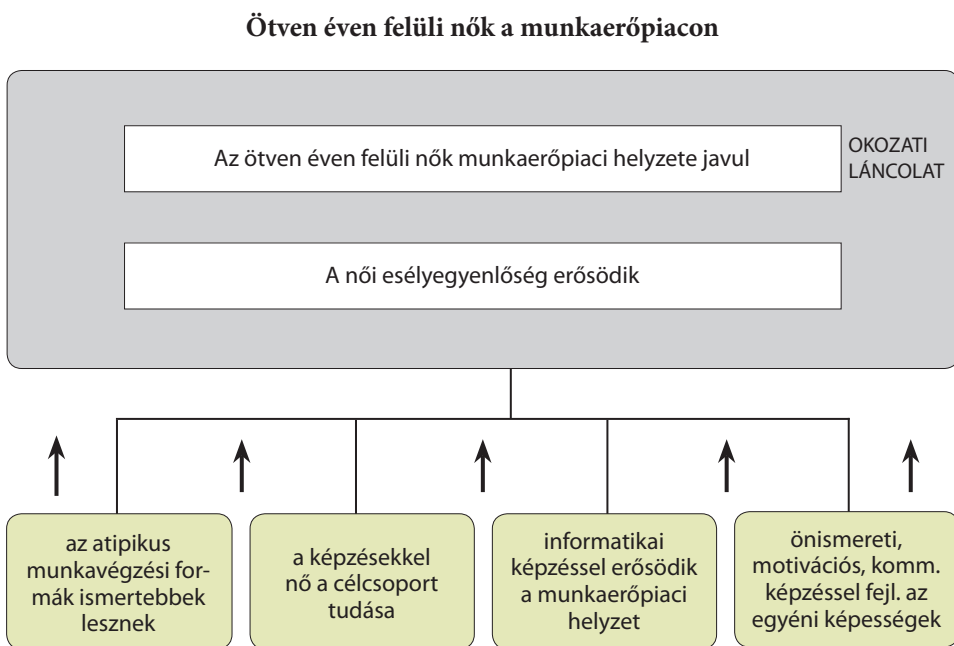 Ötven éven felüli nők a munkaerőpiacon
Az ötven éven felüli nők munkaerőpiaci helyzete javul
OKOZATI
LÁNCOLAT
A női esélyegyenlőség erősödik
az atipikus
munkavégzési for-
mák ismertebbek
lesznek
a képzésekkel
nő a célcsoport
tudása
informatikai
képzéssel erősödik
a munkaerőpiaci
helyzet
önismereti,
motivációs, komm.
képzéssel fejl. az
egyéni képességek